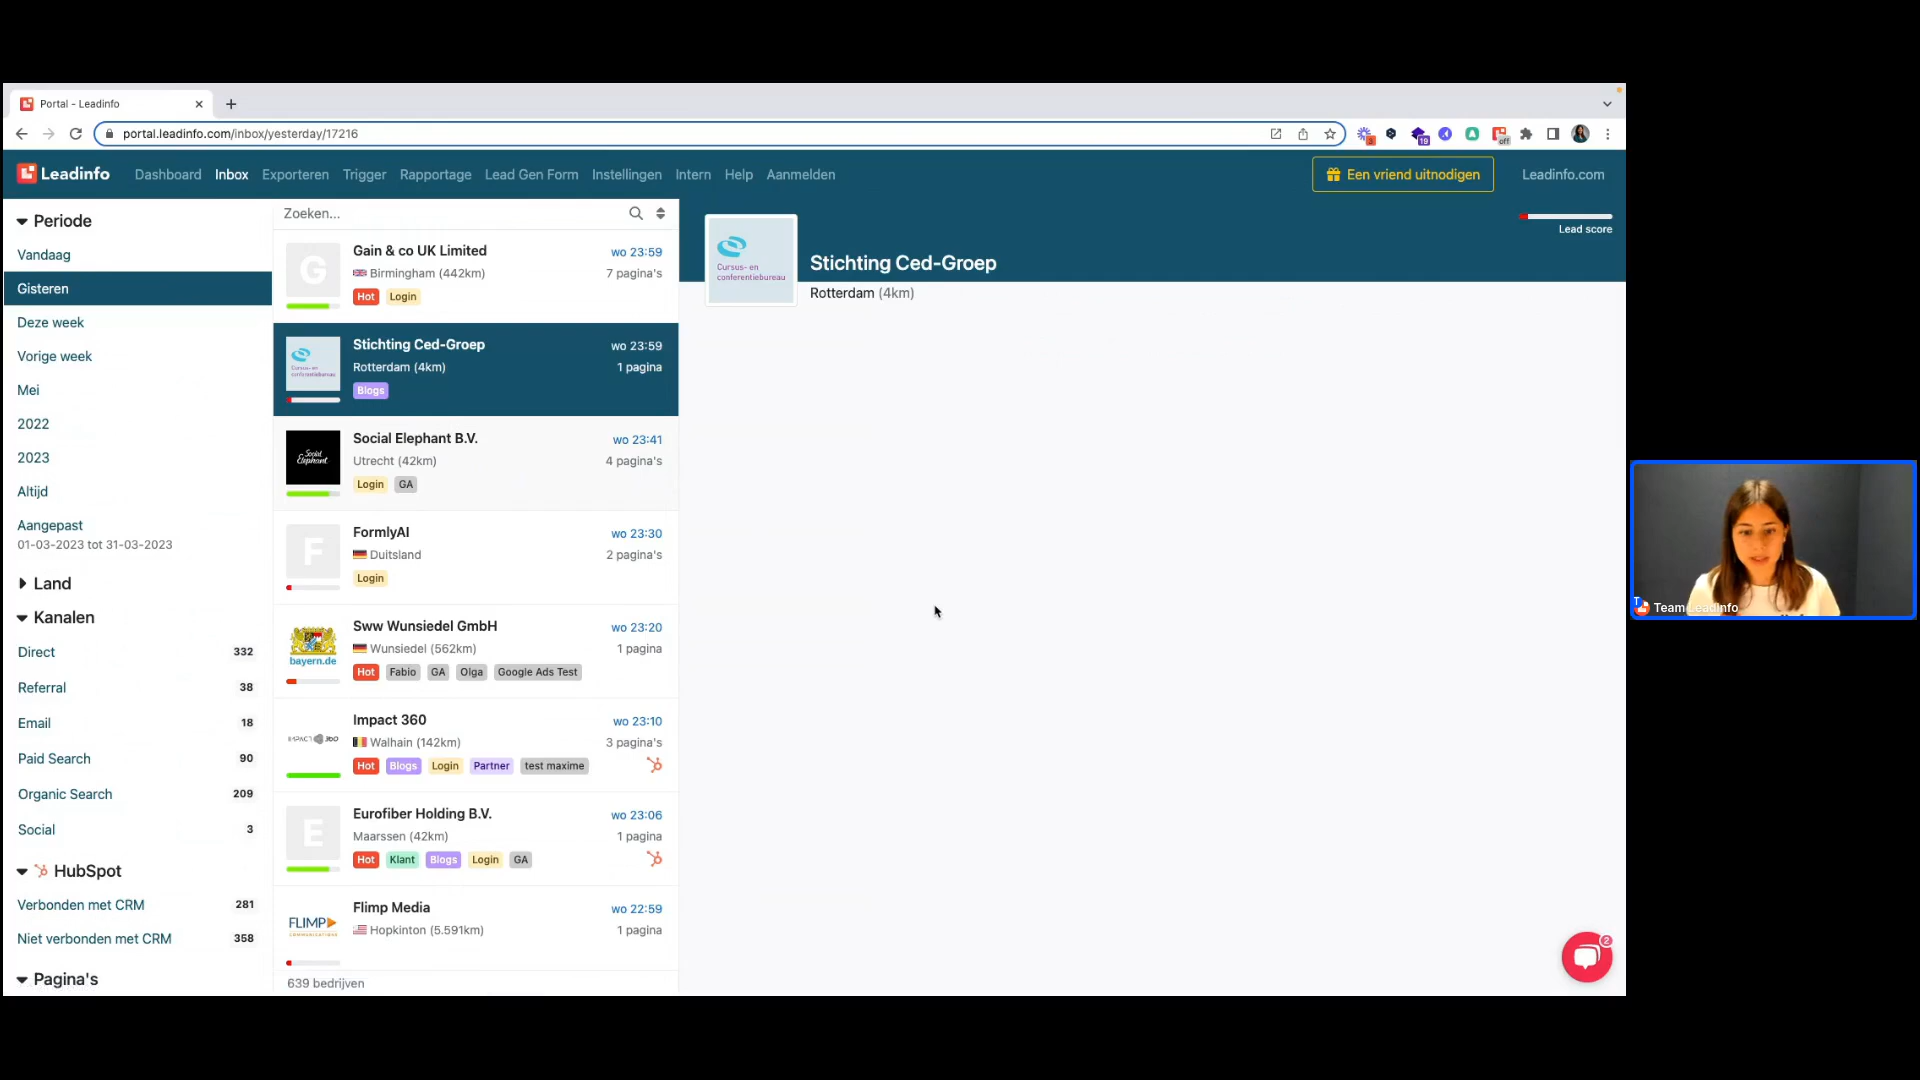 Portal - Leadinfo
portal.leadinfo.com/inbox/yesterday/17216
Leadinfo
Dashboard
Inbox
Exporteren
Trigger
Rapportage
Lead Gen Form
Instellingen
Intern
Help
Aanmelden
Een vriend uitnodigen
Leadinfo.com
Periode
Vandaag
Gisteren
Deze week
Vorige week
Mei
2022
2023
Altijd
Aangepast
01-03-2023 tot 31-03-2023
Land
Kanalen
Direct 332
Referral 38
Email 18
Paid Search 90
Organic Search 209
Social 3
HubSpot
Verbonden met CRM 281
Niet verbonden met CRM 358
Pagina's
Zoeken...
G
Gain & co UK Limited wo 23:59
Birmingham (442km) 7 pagina's
Hot Login
Stichting Ced-Groep wo 23:59
Rotterdam (4km) 1 pagina
Blogs
Social Elephant
Social Elephant B.V. wo 23:41
Utrecht (42km) 4 pagina's
Login GA
F
FormlyAI wo 23:30
Duitsland 2 pagina's
Login
bayern.de
Sww Wunsiedel GmbH wo 23:20
Wunsiedel (562km) 1 pagina
Hot Fabio GA Olga Google Ads Test
IMPACT 360
Impact 360 wo 23:10
Walhain (142km) 3 pagina's
Hot Blogs Login Partner test maxime
E
Eurofiber Holding B.V. wo 23:06
Maarssen (42km) 1 pagina
Hot Klant Blogs Login GA
FLIMP
Flimp Media wo 22:59
Hopkinton (5.591km) 1 pagina
639 bedrijven
Cursus- en
conferentiebureau
Stichting Ced-Groep
Rotterdam (4km)
Lead score
2
3
19
off
Team Leadinfo